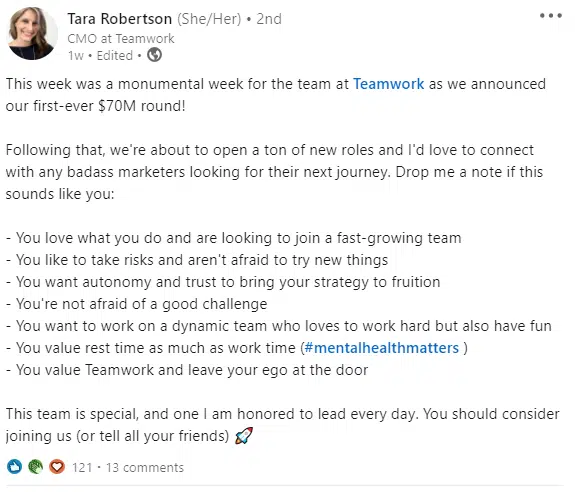 Tara Robertson (She/Her) • 2nd
CMO at Teamwork
1w • Edited •
This week was a monumental week for the team at Teamwork as we announced
our first-ever $70M round!
Following that, we're about to open a ton of new roles and I'd love to connect
with any badass marketers looking for their next journey. Drop me a note if this
sounds like you:
- You love what you do and are looking to join a fast-growing team
- You like to take risks and aren't afraid to try new things
- You want autonomy and trust to bring your strategy to fruition
- You're not afraid of a good challenge
- You want to work on a dynamic team who loves to work hard but also have fun
- You value rest time as much as work time (#mentalhealthmatters )
- You value Teamwork and leave your ego at the door
This team is special, and one I am honored to lead every day. You should consider
joining us (or tell all your friends) 🚀
121 • 13 comments